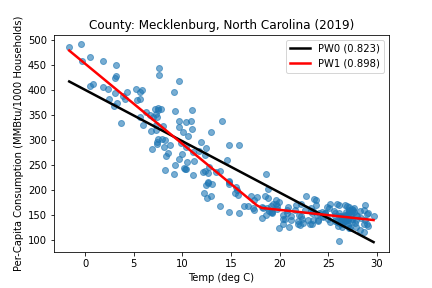 County: Mecklenburg, North Carolina (2019)
Per-Capita Consumption (MMBtu/1000 Households)
500
450
400
350
300
250
200
150
100
PW0 (0.823)
PW1 (0.898)
0 5 10 15 20 25 30
Temp (deg C)